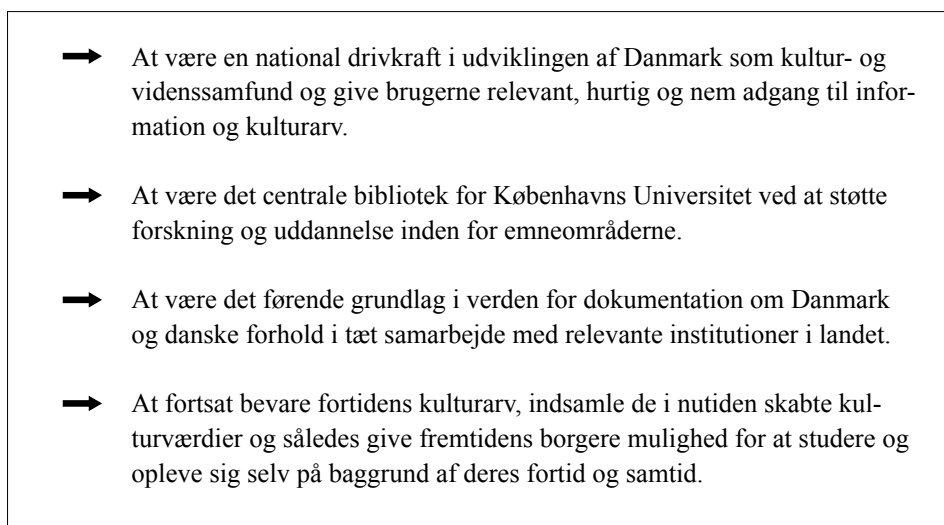 At være en national drivkraft i udviklingen af Danmark som kultur- og
videnssamfund og give brugerne relevant, hurtig og nem adgang til infor-
mation og kulturarv.
At være det centrale bibliotek for Københavns Universitet ved at støtte
forskning og uddannelse inden for emneområderne.
At være det førende grundlag i verden for dokumentation om Danmark
og danske forhold i tæt samarbejde med relevante institutioner i landet.
At fortsat bevare fortidens kulturarv, indsamle de i nutiden skabte kul-
turværdier og således give fremtidens borgere mulighed for at studere og
opleve sig selv på baggrund af deres fortid og samtid.